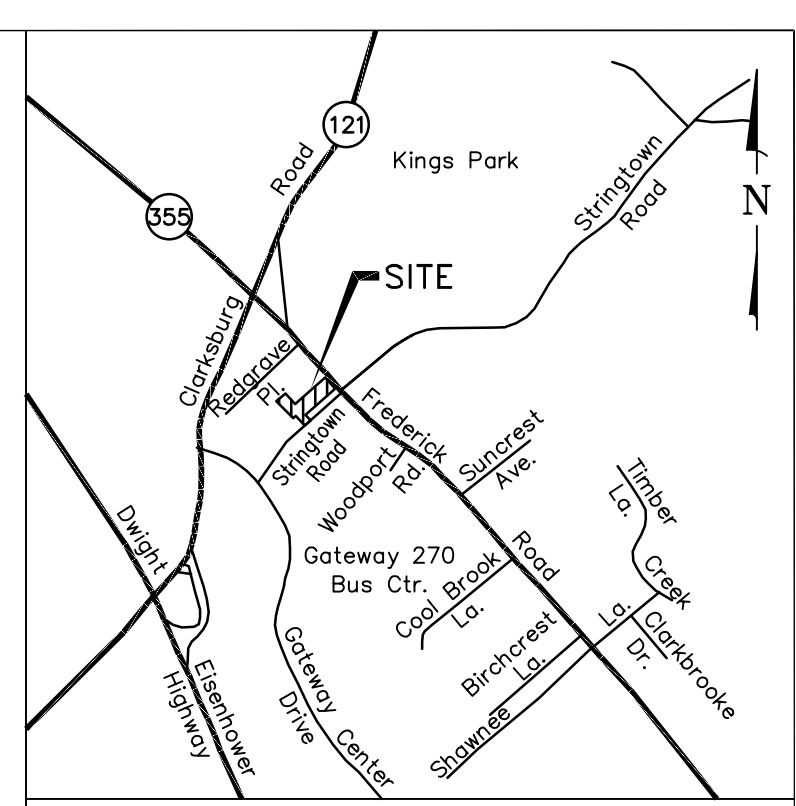 121
Kings Park
Road
355
Stringtown
Road
N
SITE
Clarksburg
Redgrave
Pl.
Frederick
Stringtown
Road
Woodport
Rd.
Suncrest
Ave.
Timber
La.
Dwight
Gateway 270
Bus Ctr.
Road
Cool Brook
La.
Creek
La.
Clarkbrooke
Dr.
Birchcrest
La.
Eisenhower
Highway
Gateway
Drive
Center
Shawnee